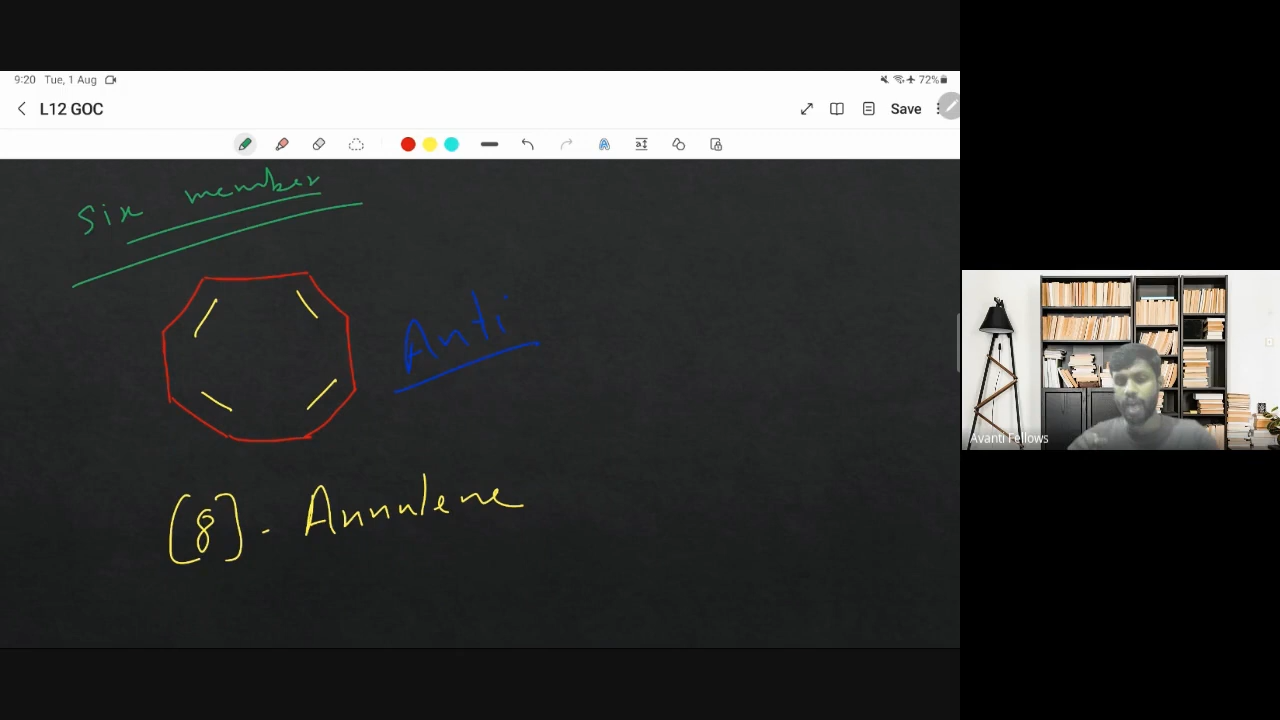 9:20 Tue, 1 Aug 72%
L12 GOC Save
Six member
Anti
[8] - Annulene
Avanti Fellows